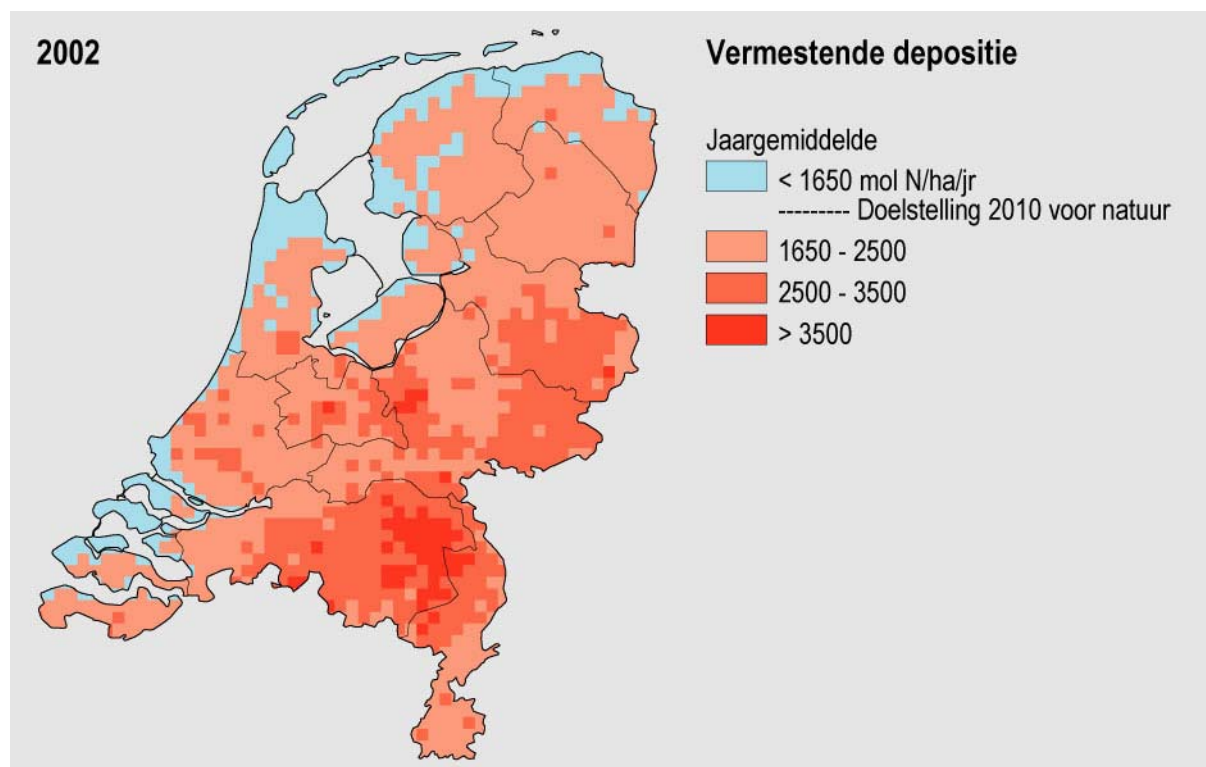 2002
Vermestende depositie
Jaargemiddelde
< 1650 mol N/ha/jr
--------- Doelstelling 2010 voor natuur
1650 - 2500
2500 - 3500
> 3500